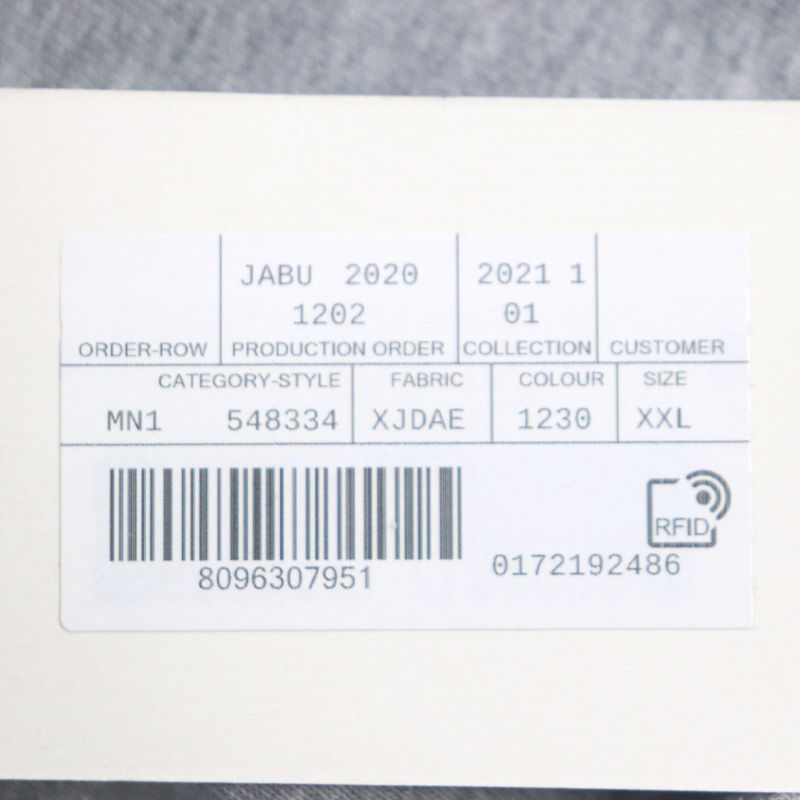 JABU 2020 2021 1
1202 01
ORDER-ROW PRODUCTION ORDER COLLECTION CUSTOMER
CATEGORY-STYLE FABRIC COLOUR SIZE
MN1 548334 XJDAE 1230 XXL
RFID
8096307951 0172192486